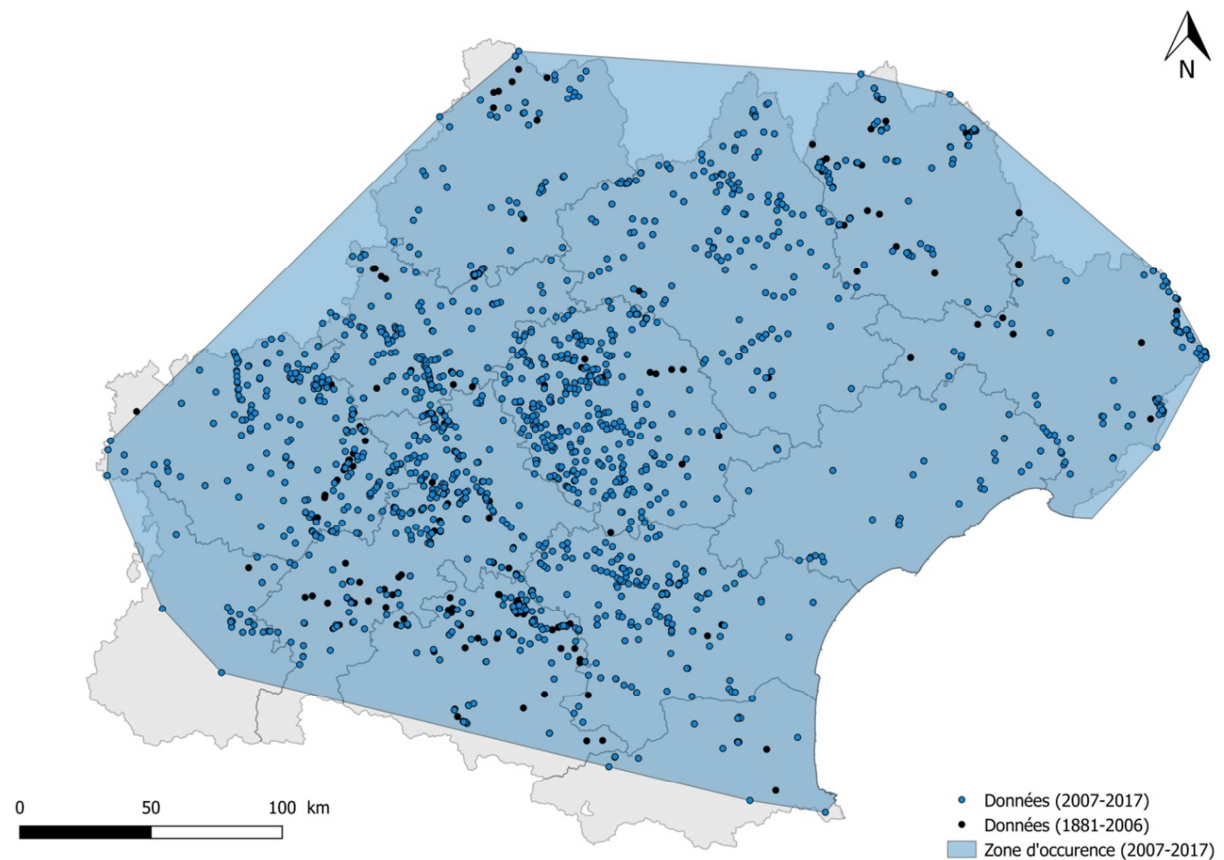 N
0 50 100 km
Données (2007-2017)
Données (1881-2006)
Zone d'occurence (2007-2017)